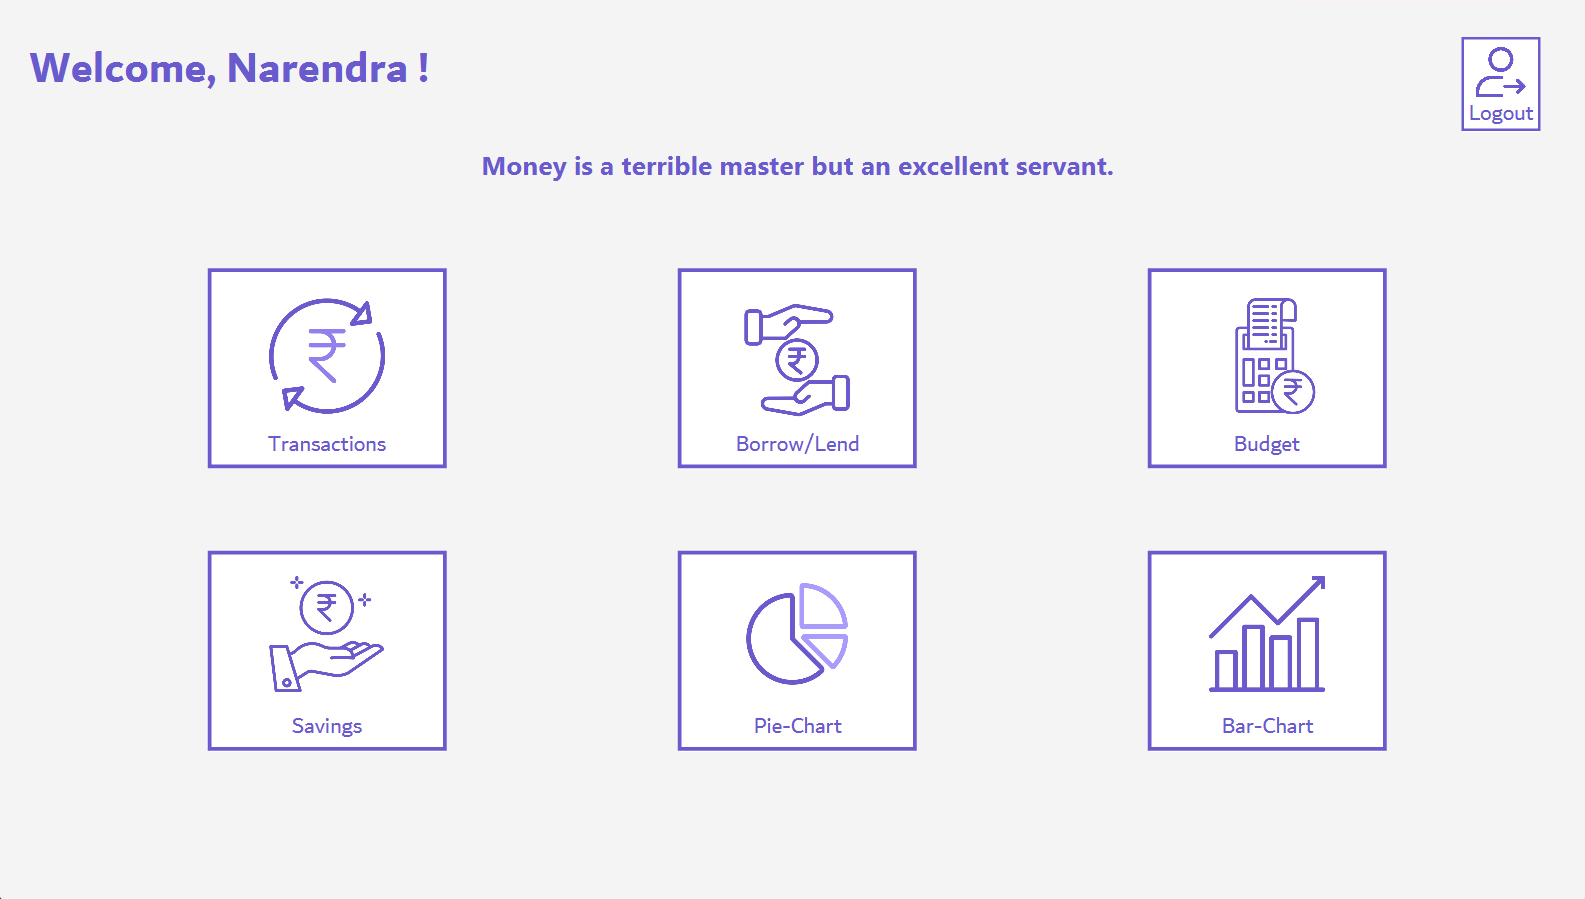 Welcome, Narendra !
Logout
Money is a terrible master but an excellent servant.
₹
Transactions
₹
Borrow/Lend
₹
Budget
₹
Savings
Pie-Chart
Bar-Chart